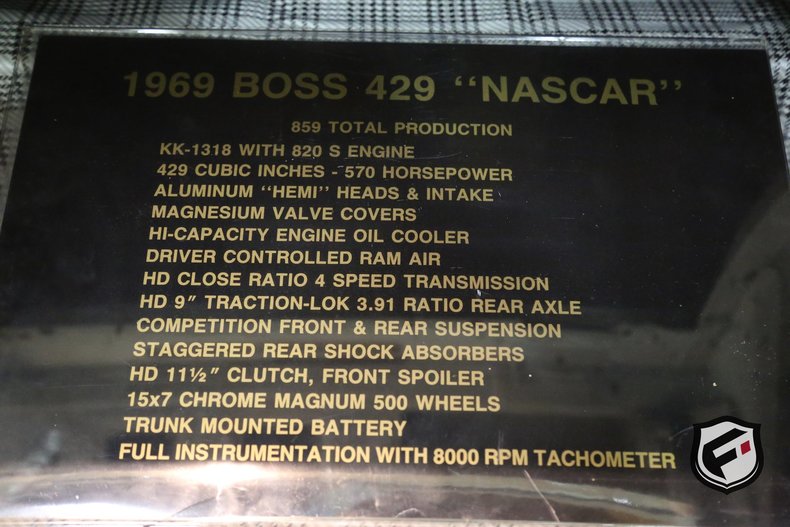 1969 BOSS 429 "NASCAR"
859 TOTAL PRODUCTION
KK-1318 WITH 820 S ENGINE
429 CUBIC INCHES - 570 HORSEPOWER
ALUMINUM "HEMI" HEADS & INTAKE
MAGNESIUM VALVE COVERS
HI-CAPACITY ENGINE OIL COOLER
DRIVER CONTROLLED RAM AIR
HD CLOSE RATIO 4 SPEED TRANSMISSION
HD 9" TRACTION-LOK 3.91 RATIO REAR AXLE
COMPETITION FRONT & REAR SUSPENSION
STAGGERED REAR SHOCK ABSORBERS
HD 11½" CLUTCH, FRONT SPOILER
15x7 CHROME MAGNUM 500 WHEELS
TRUNK MOUNTED BATTERY
FULL INSTRUMENTATION WITH 8000 RPM TACHOMETER